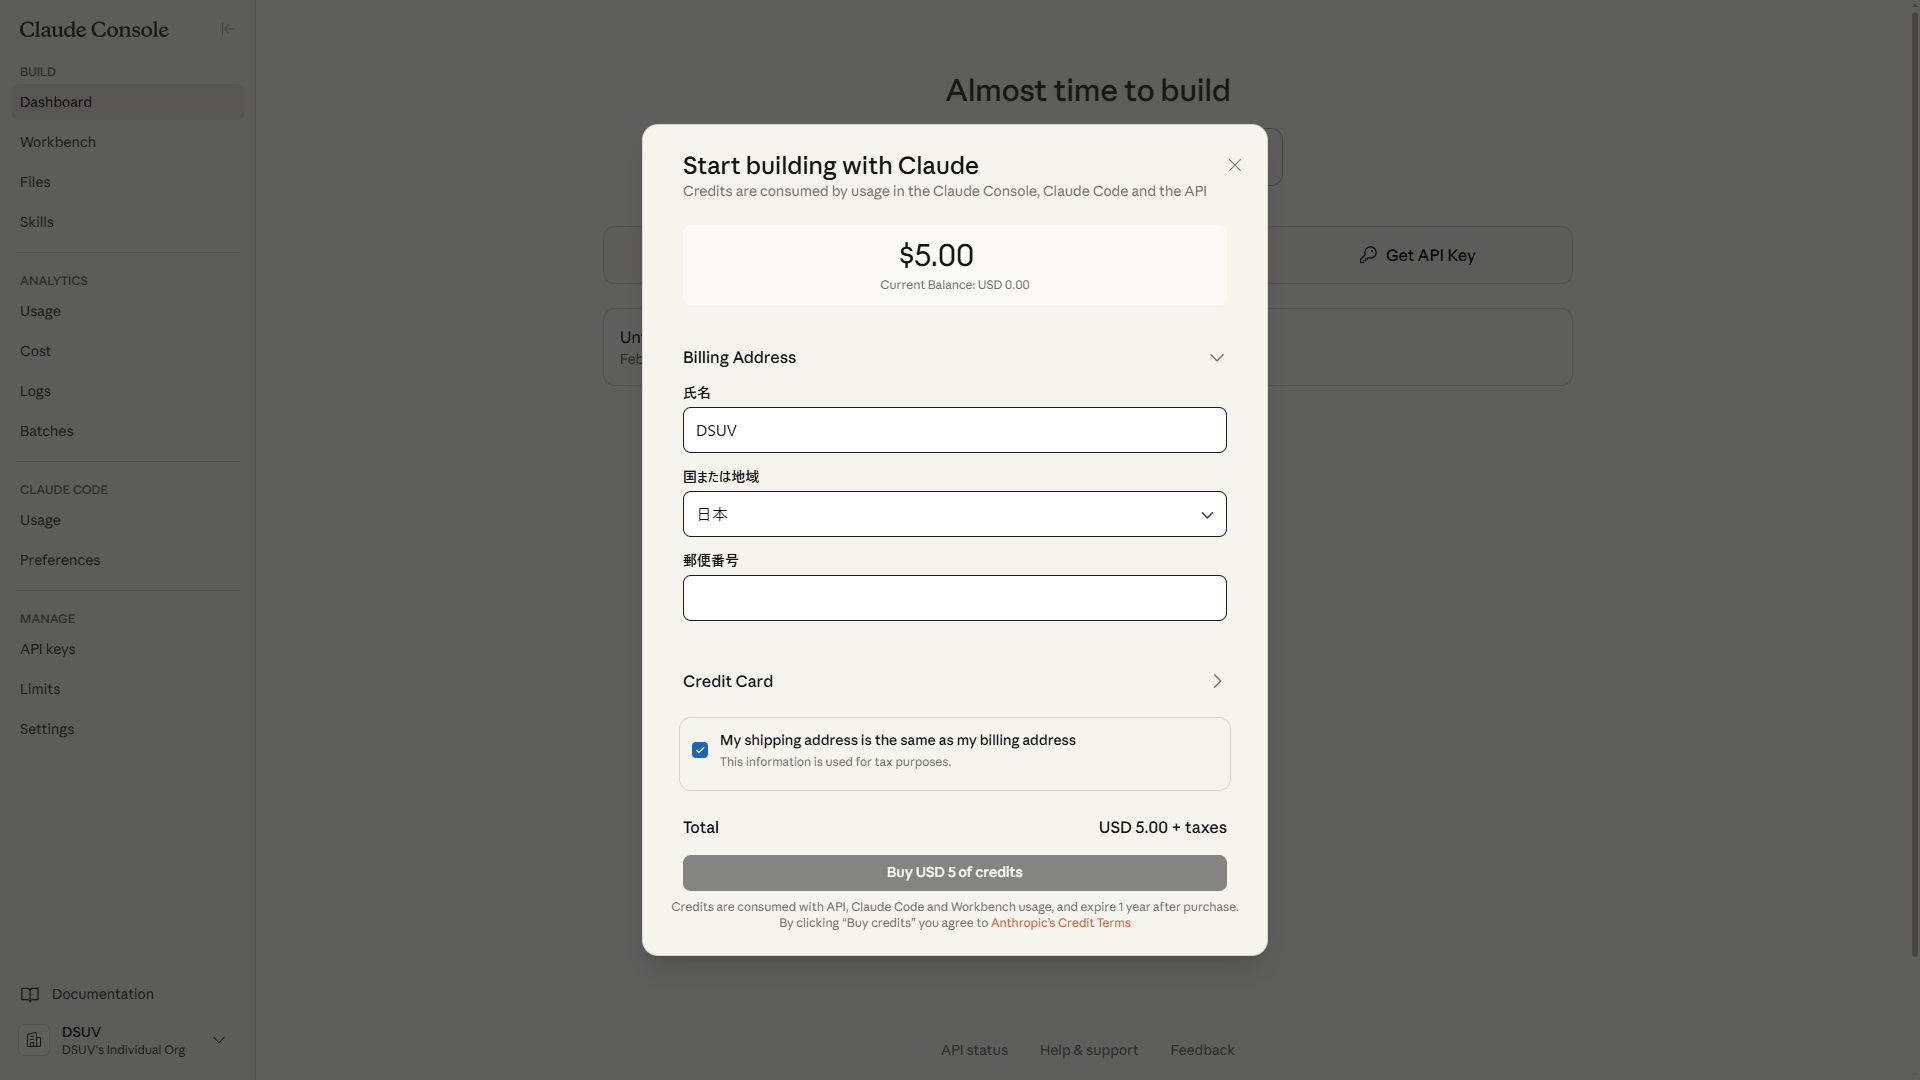 Claude Console
BUILD
Dashboard
Workbench
Files
Skills
ANALYTICS
Usage
Cost
Logs
Batches
CLAUDE CODE
Usage
Preferences
MANAGE
API keys
Limits
Settings
Documentation
DSUV
DSUV's Individual Org
Almost time to build
Get API Key
Start building with Claude
Credits are consumed by usage in the Claude Console, Claude Code and the API
$5.00
Current Balance: USD 0.00
Billing Address
氏名
DSUV
国または地域
日本
郵便番号
Credit Card
My shipping address is the same as my billing address
This information is used for tax purposes.
Total
USD 5.00 + taxes
Buy USD 5 of credits
Credits are consumed with API, Claude Code and Workbench usage, and expire 1 year after purchase.
By clicking “Buy credits” you agree to Anthropic's Credit Terms
API status
Help & support
Feedback